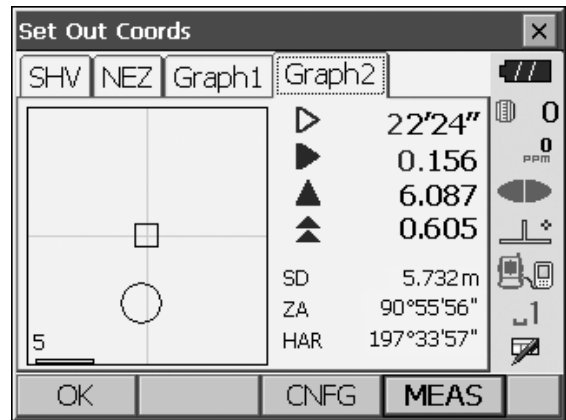 Set Out Coords
SHV NEZ Graph1 Graph2
22'24"
0
0.156
0
PPM
6.087
0.605
SD 5.732m
ZA 90°55'56"
1
5
HAR 197°33'57"
OK CNFG MEAS